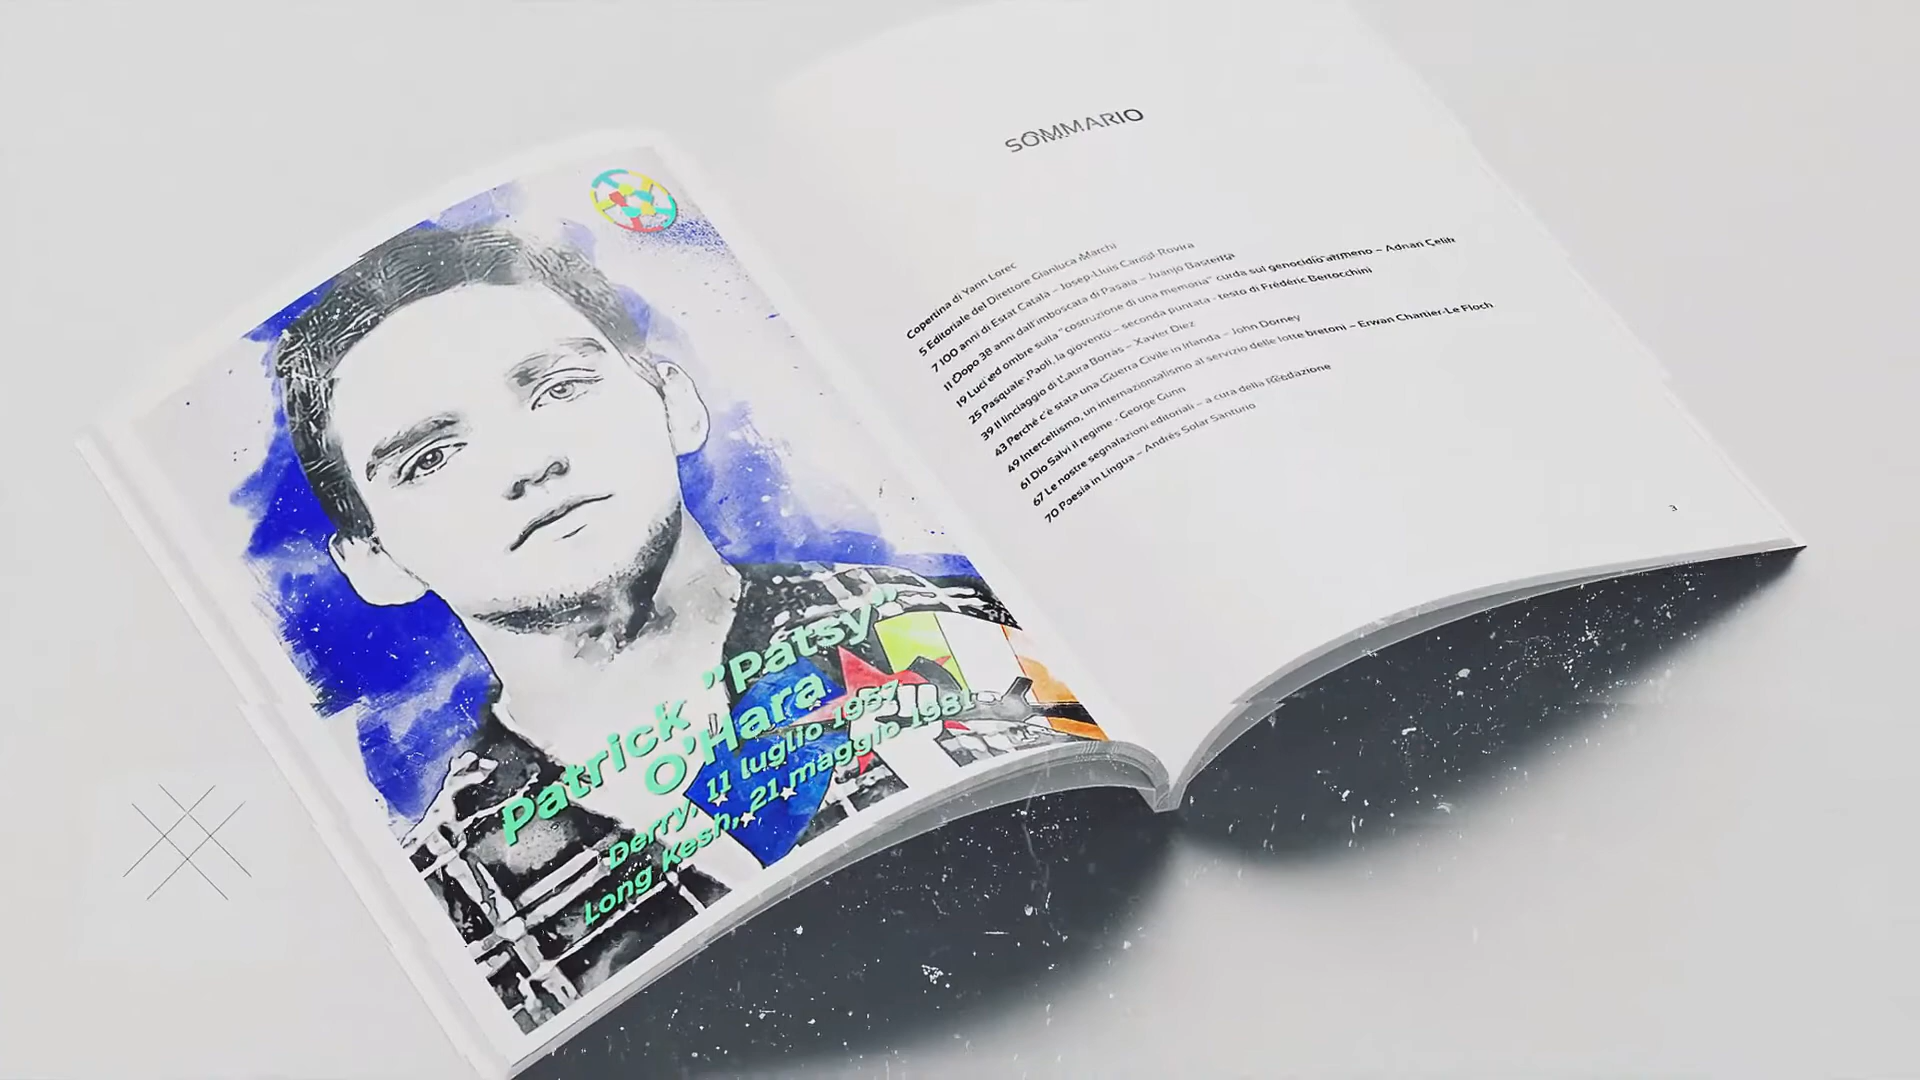 Patrick "Patsy"
O'Hara
Derry, 11 luglio 1957
Long Kesh, 21 maggio 1981
SOMMARIO
Copertina di Yann Lorec
5 Editoriale del Direttore Gianluca Marchi
7 100 anni di Estat Català – Josep-Lluís Carod-Rovira
11 Dopo 38 anni dall'imboscata di Pasaia – Juanjo Basterra
19 Luci ed ombre sulla "costruzione di una memoria" curda sul genocidio armeno – Adnan Çelik
25 Pasquale Paoli, la gioventù – seconda puntata - testo di Frédéric Bertocchini
39 Il linciaggio di Laura Borràs – Xavier Diez
43 Perché c'è stata una Guerra Civile in Irlanda – John Dorney
49 Interceltismo, un internazionalismo al servizio delle lotte bretoni – Erwan Chartier-Le Floch
61 Dio Salvi il regime - George Gunn
67 Le nostre segnalazioni editoriali – a cura della Redazione
70 Poesia in Lingua – Andrés Solar Santurio
3